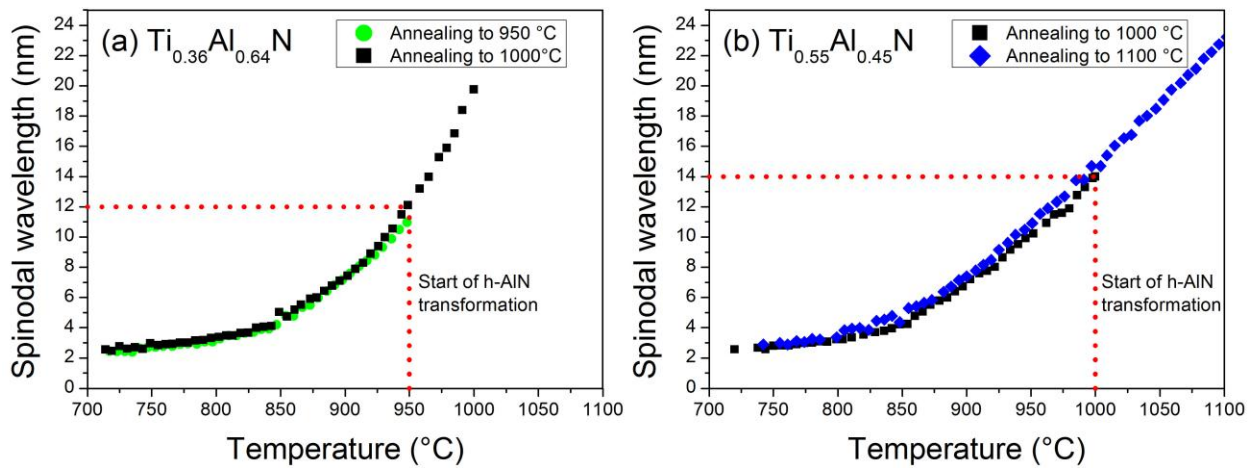 (a) Ti0.36Al0.64N
Annealing to 950 °C
Annealing to 1000°C
Spinodal wavelength (nm)
24
22
20
18
16
14
12
10
8
6
4
2
0
Start of h-AlN
transformation
700 750 800 850 900 950 1000 1050 1100
Temperature (°C)
(b) Ti0.55Al0.45N
Annealing to 1000 °C
Annealing to 1100 °C
Spinodal wavelength (nm)
24
22
20
18
16
14
12
10
8
6
4
2
0
Start of h-AlN
transformation
700 750 800 850 900 950 1000 1050 1100
Temperature (°C)